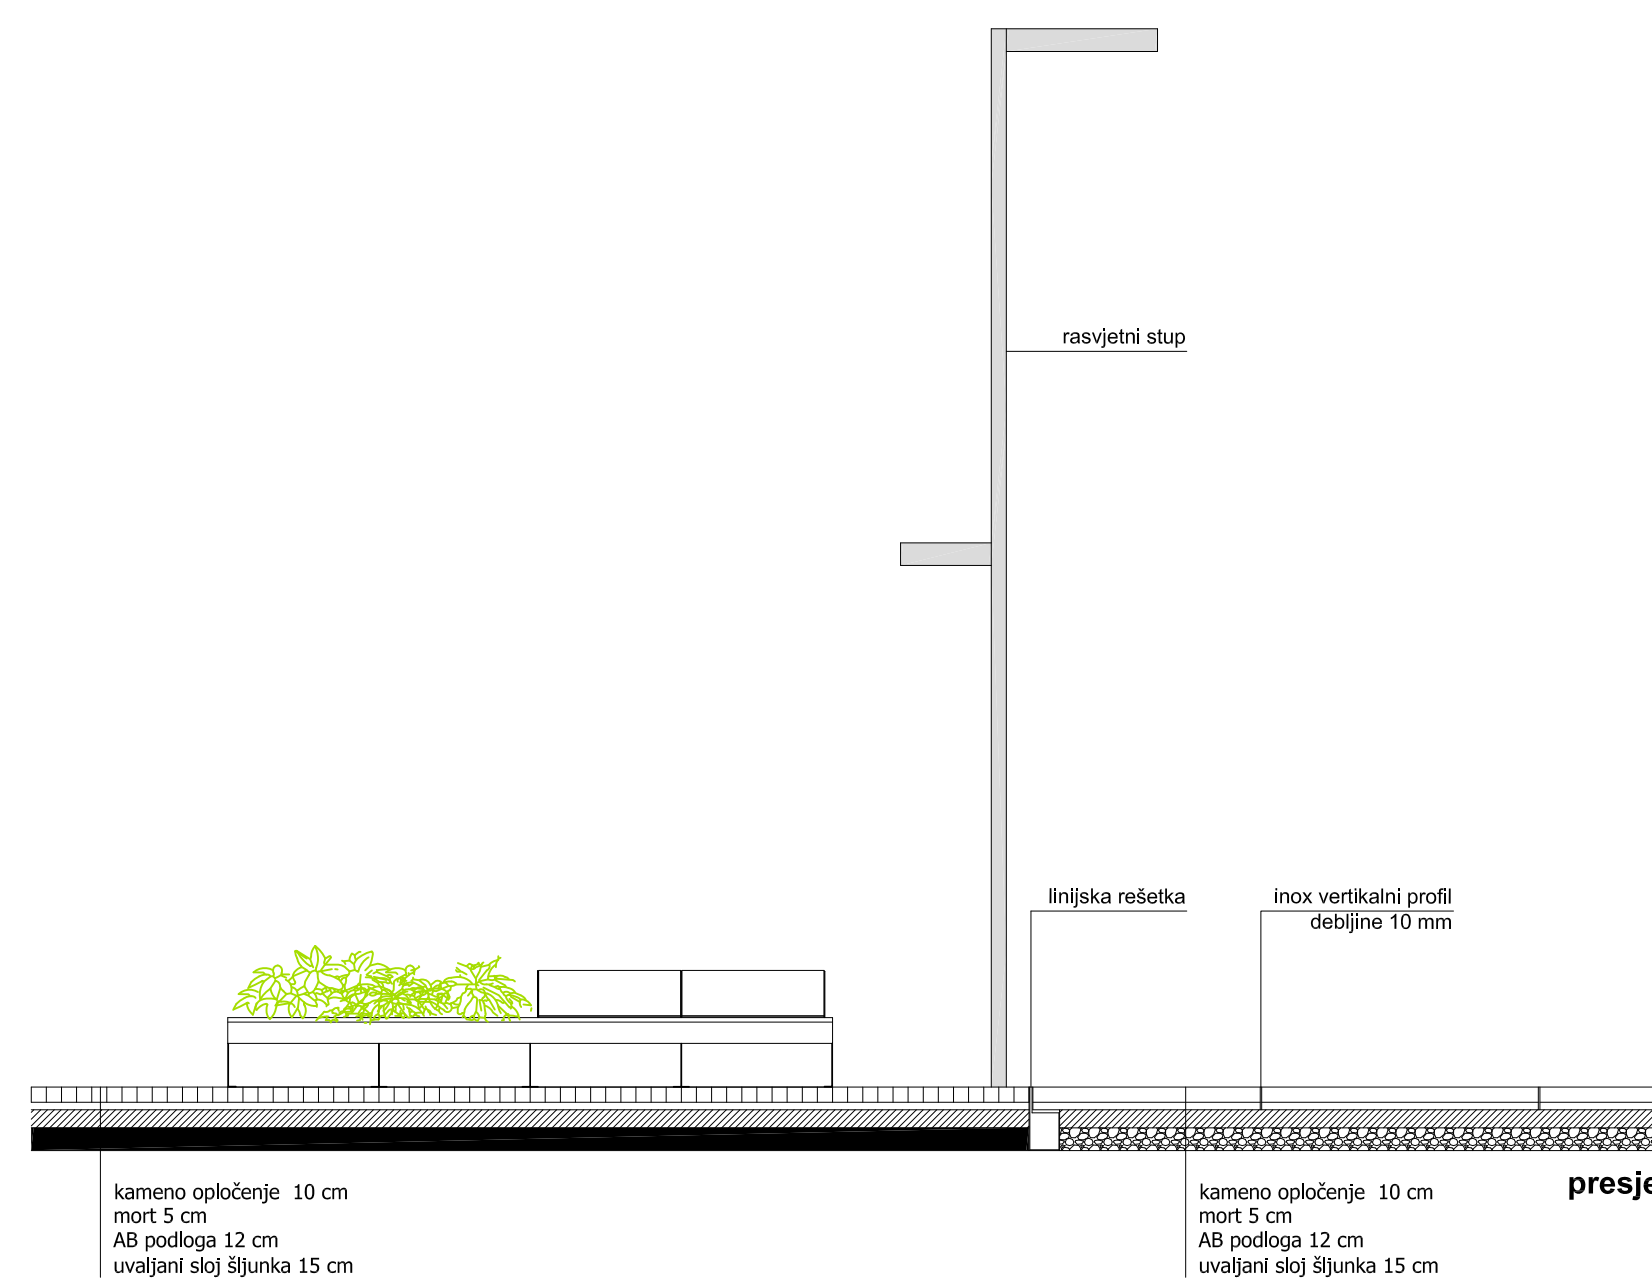 rasvjetni stup
linijska rešetka
inox vertikalni profil
debljine 10 mm
kameno opločenje  10 cm
mort 5 cm
AB podloga 12 cm
uvaljani sloj šljunka 15 cm
kameno opločenje  10 cm
mort 5 cm
AB podloga 12 cm
uvaljani sloj šljunka 15 cm
presje